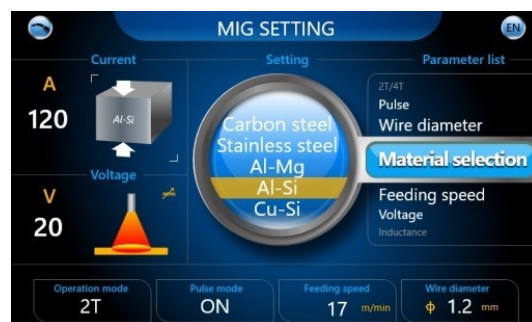 MIG SETTING
EN
Current
A
120
Al-Si
Voltage
V
20
Setting
Carbon steel
Stainless steel
Al-Mg
Al-Si
Cu-Si
Parameter list
2T/4T
Pulse
Wire diameter
Material selection
Feeding speed
Voltage
Inductance
Operation mode
2T
Pulse mode
ON
Feeding speed
17 m/min
Wire diameter
ϕ 1.2 mm